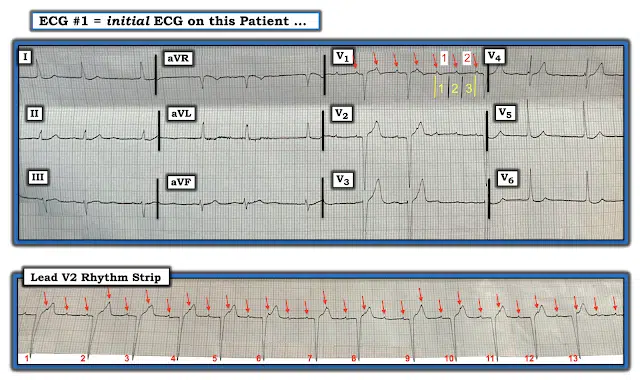 ECG #1 = initial ECG on this Patient ...
I
aVR
V1
1 2
V4
1 2 3
II
aVL
V2
V5
III
aVF
V3
V6
Lead V2 Rhythm Strip
1 2 3 4 5 6 7 8 9 10 11 12 13